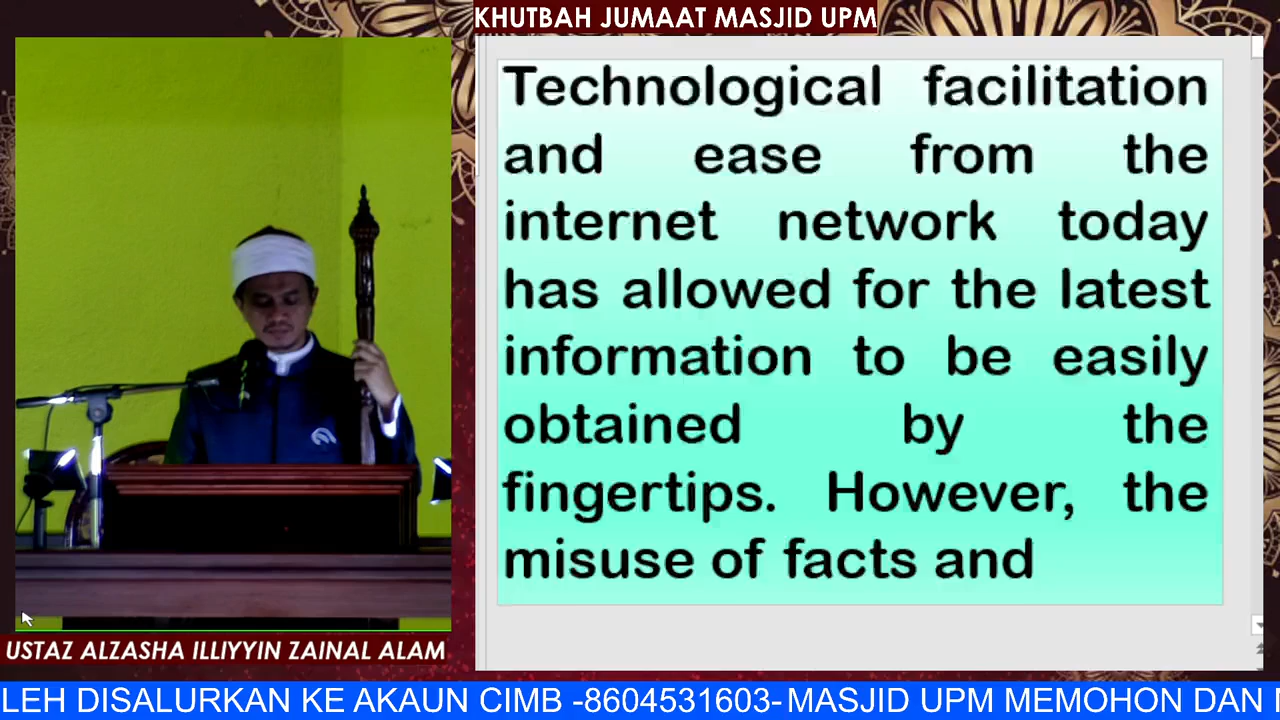 KHUTBAH JUMAAT MASJID UPM
Technological facilitation
and ease from the
internet network today
has allowed for the latest
information to be easily
obtained by the
fingertips. However, the
misuse of facts and
USTAZ ALZASHA ILLIYYIN ZAINAL ALAM
LEH DISALURKAN KE AKAUN CIMB -8604531603- MASJID UPM MEMOHON DAN